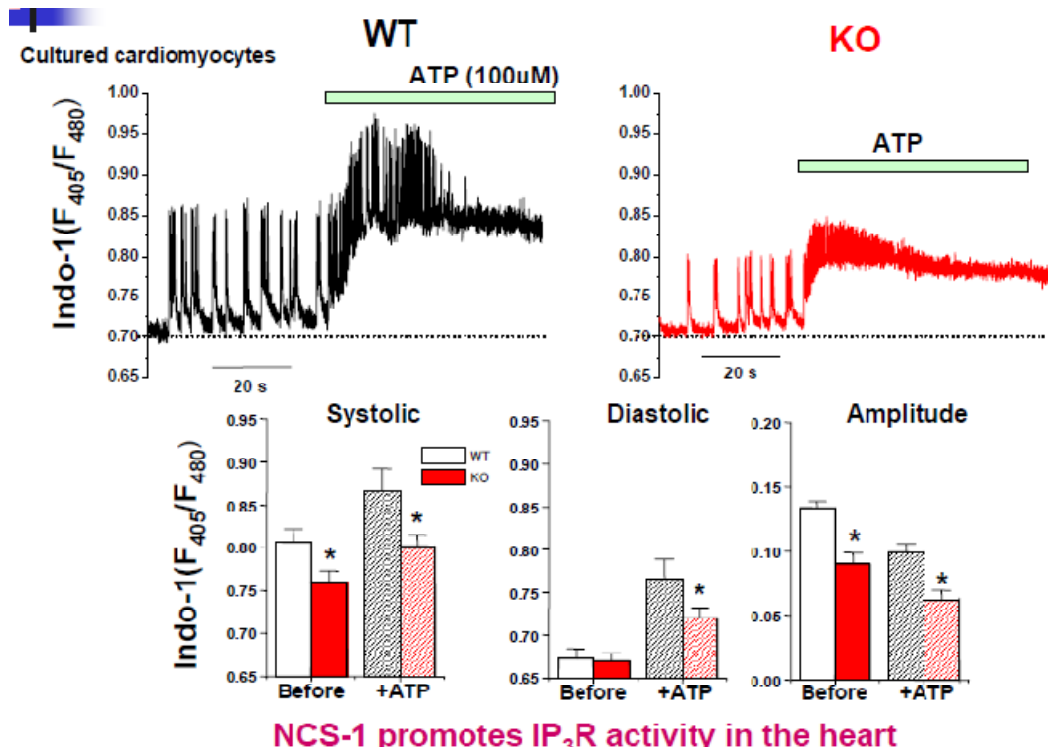 Cultured cardiomyocytes
WT
KO
ATP (100uM)
ATP
Indo-1(F405/F480)
1.00
0.95
0.90
0.85
0.80
0.75
0.70
0.65
20 s
1.00
0.95
0.90
0.85
0.80
0.75
0.70
0.65
20 s
Systolic
Diastolic
Amplitude
Indo-1(F405/F480)
0.95
0.90
0.85
0.80
0.75
0.65
WT
KO
*
*
Before
+ATP
0.95
0.90
0.85
0.80
0.75
0.70
0.65
*
Before
+ATP
0.20
0.15
0.10
0.05
0.00
*
*
Before
+ATP
NCS-1 promotes IP3R activity in the heart